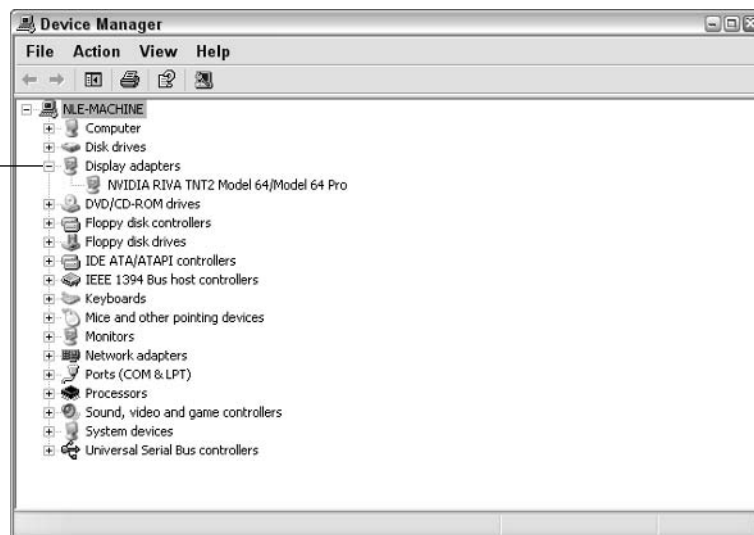 Device Manager
File Action View Help
NLE-MACHINE
Computer
Disk drives
Display adapters
NVIDIA RIVA TNT2 Model 64/Model 64 Pro
DVD/CD-ROM drives
Floppy disk controllers
Floppy disk drives
IDE ATA/ATAPI controllers
IEEE 1394 Bus host controllers
Keyboards
Mice and other pointing devices
Monitors
Network adapters
Ports (COM & LPT)
Processors
Sound, video and game controllers
System devices
Universal Serial Bus controllers